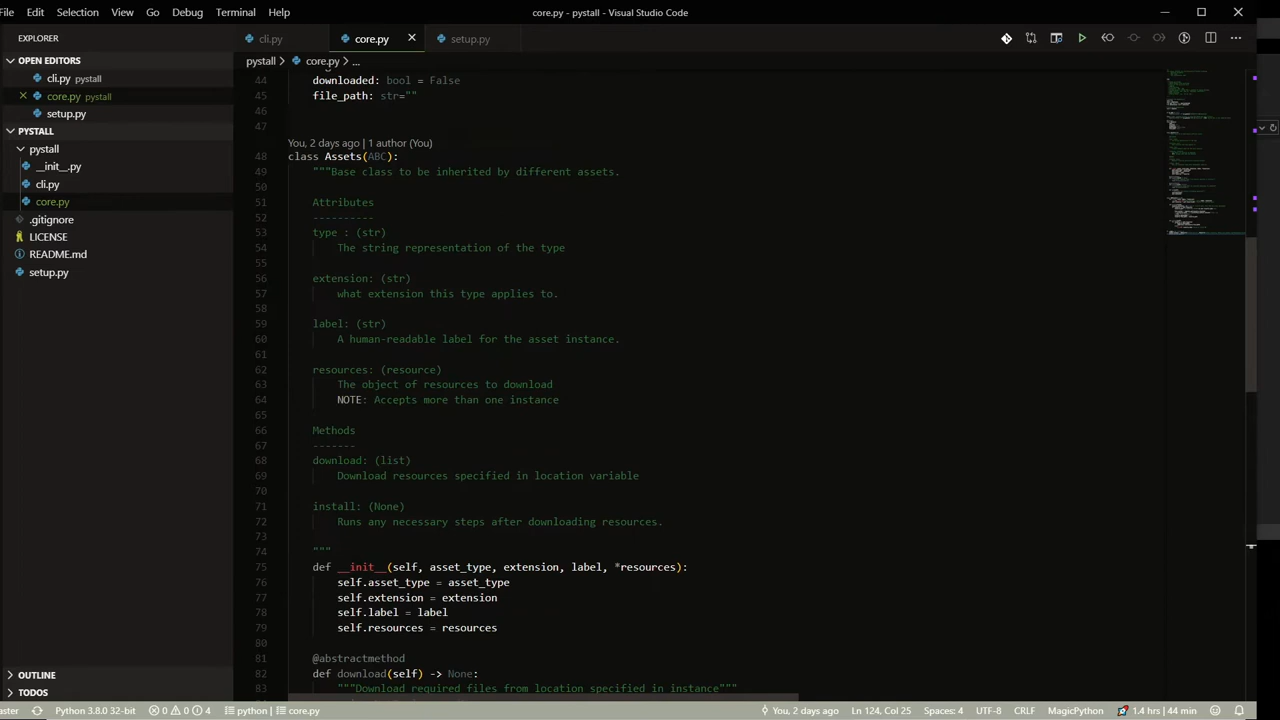 File Edit Selection View Go Debug Terminal Help
core.py - pystall - Visual Studio Code
EXPLORER
OPEN EDITORS
cli.py pystall
core.py pystall
setup.py
PYSTALL
pystall
__init__.py
cli.py
core.py
.gitignore
LICENSE
README.md
setup.py
OUTLINE
TODOS
cli.py
core.py
setup.py
pystall > core.py > ...
44 downloaded: bool = False
45 file_path: str=""
46
47
You, 2 days ago | 1 author (You)
48 class Assets(ABC):
49 """Base class to be inherited by different assets.
50
51 Attributes
52 ----------
53 type : (str)
54 The string representation of the type
55
56 extension: (str)
57 what extension this type applies to.
58
59 label: (str)
60 A human-readable label for the asset instance.
61
62 resources: (resource)
63 The object of resources to download
64 NOTE: Accepts more than one instance
65
66 Methods
67 -------
68 download: (list)
69 Download resources specified in location variable
70
71 install: (None)
72 Runs any necessary steps after downloading resources.
73
74 """
75 def __init__(self, asset_type, extension, label, *resources):
76 self.asset_type = asset_type
77 self.extension = extension
78 self.label = label
79 self.resources = resources
80
81 @abstractmethod
82 def download(self) -> None:
83 """Download required files from location specified in instance"""
master Python 3.8.0 32-bit 0 0 4 python | core.py You, 2 days ago Ln 124, Col 25 Spaces: 4 UTF-8 CRLF MagicPython 1.4 hrs | 44 min